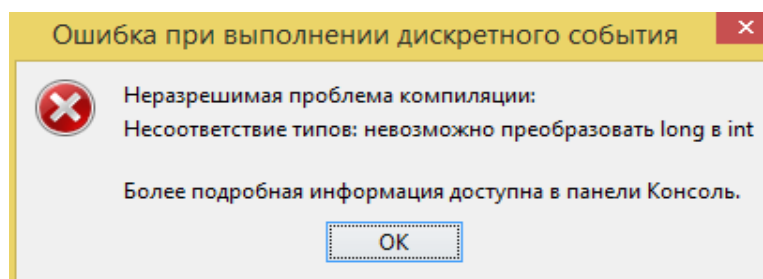 Ошибка при выполнении дискретного события
Неразрешимая проблема компиляции:
Несоответствие типов: невозможно преобразовать long в int
Более подробная информация доступна в панели Консоль.
ОК